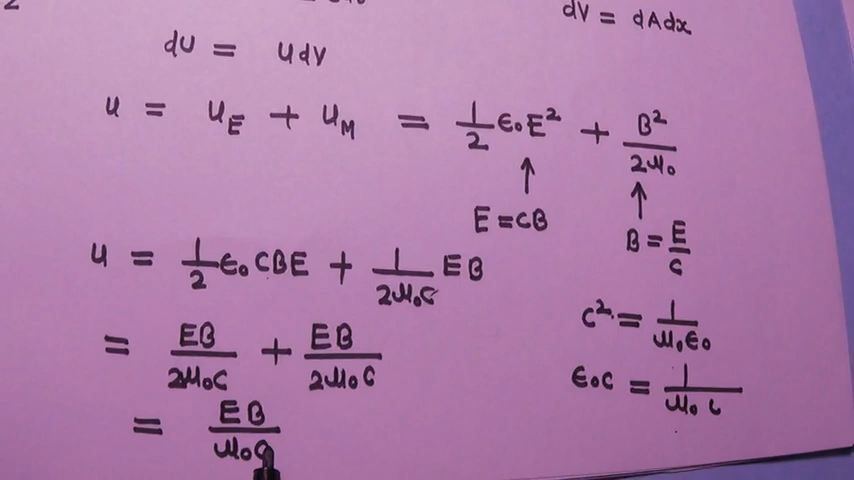 dV = dAdx
dU = UdV
u = u_E + u_M = 1/2 ε₀E² + B²/2μ₀
↑ ↑
E = CB
B = E/c
u = 1/2 ε₀CBE + 1/2μ₀c EB
c² = 1/μ₀ε₀
= EB/2μ₀c + EB/2μ₀c
ε₀c = 1/μ₀c
= EB/μ₀c